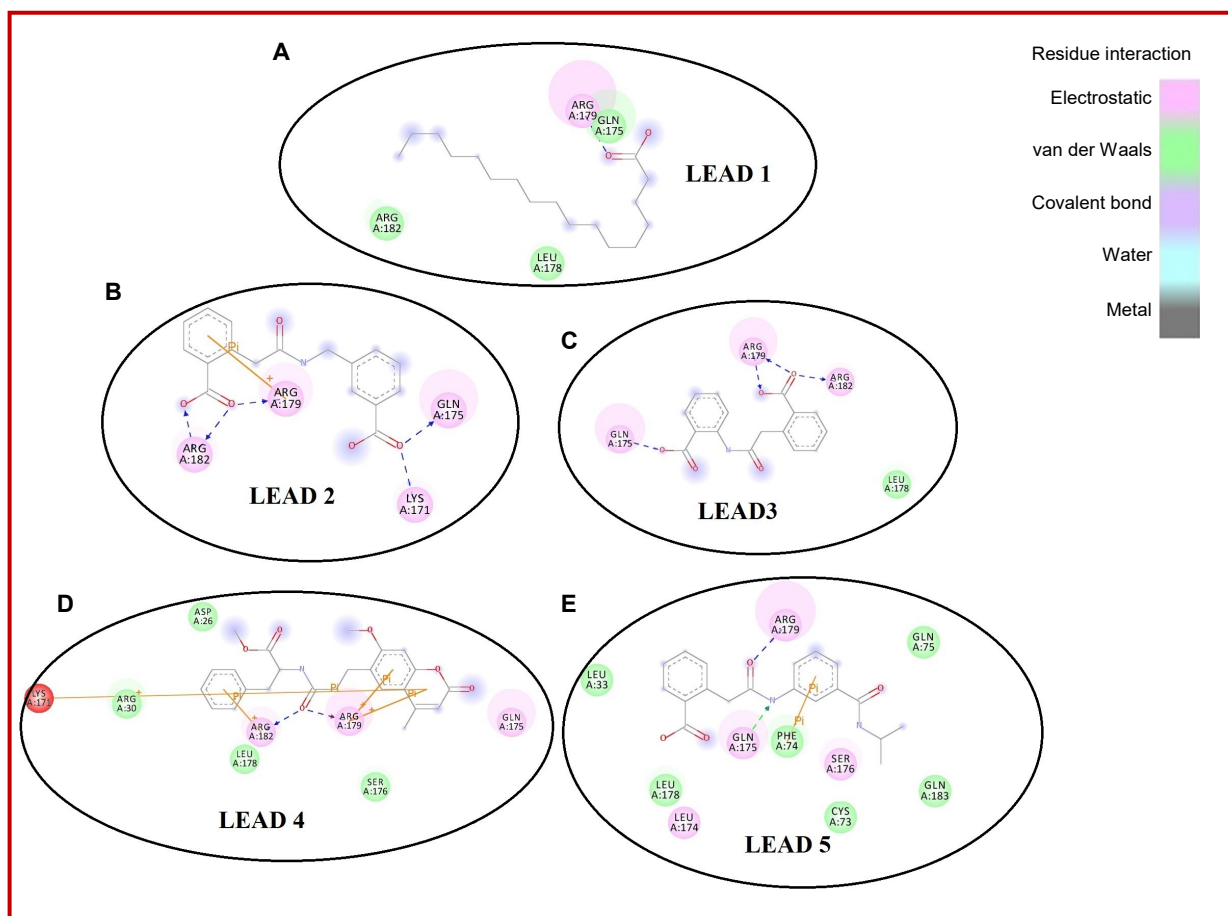 A
ARG
A:179
GLN
A:175
O
O
LEAD 1
ARG
A:182
LEU
A:178
Residue interaction
Electrostatic
van der Waals
Covalent bond
Water
Metal
B
O
Pi
N
+
ARG
A:179
O
O
GLN
A:175
ARG
A:182
O
O
LEAD 2
LYS
A:171
C
ARG
A:179
O
ARG
A:182
O
GLN
A:175
O
O
N
O
LEU
A:178
LEAD3
D
ASP
A:26
O
O
O
N
O
LYS
A:171
ARG
A:30
+
Pi
Pi
Pi
Pi
O
+
+
+
ARG
A:182
O
ARG
A:179
GLN
A:175
LEU
A:178
SER
A:176
LEAD 4
E
ARG
A:179
GLN
A:75
LEU
A:33
O
N
Pi
O
N
O
O
GLN
A:175
Pi
PHE
A:74
SER
A:176
LEU
A:178
LEU
A:174
CYS
A:73
GLN
A:183
LEAD 5